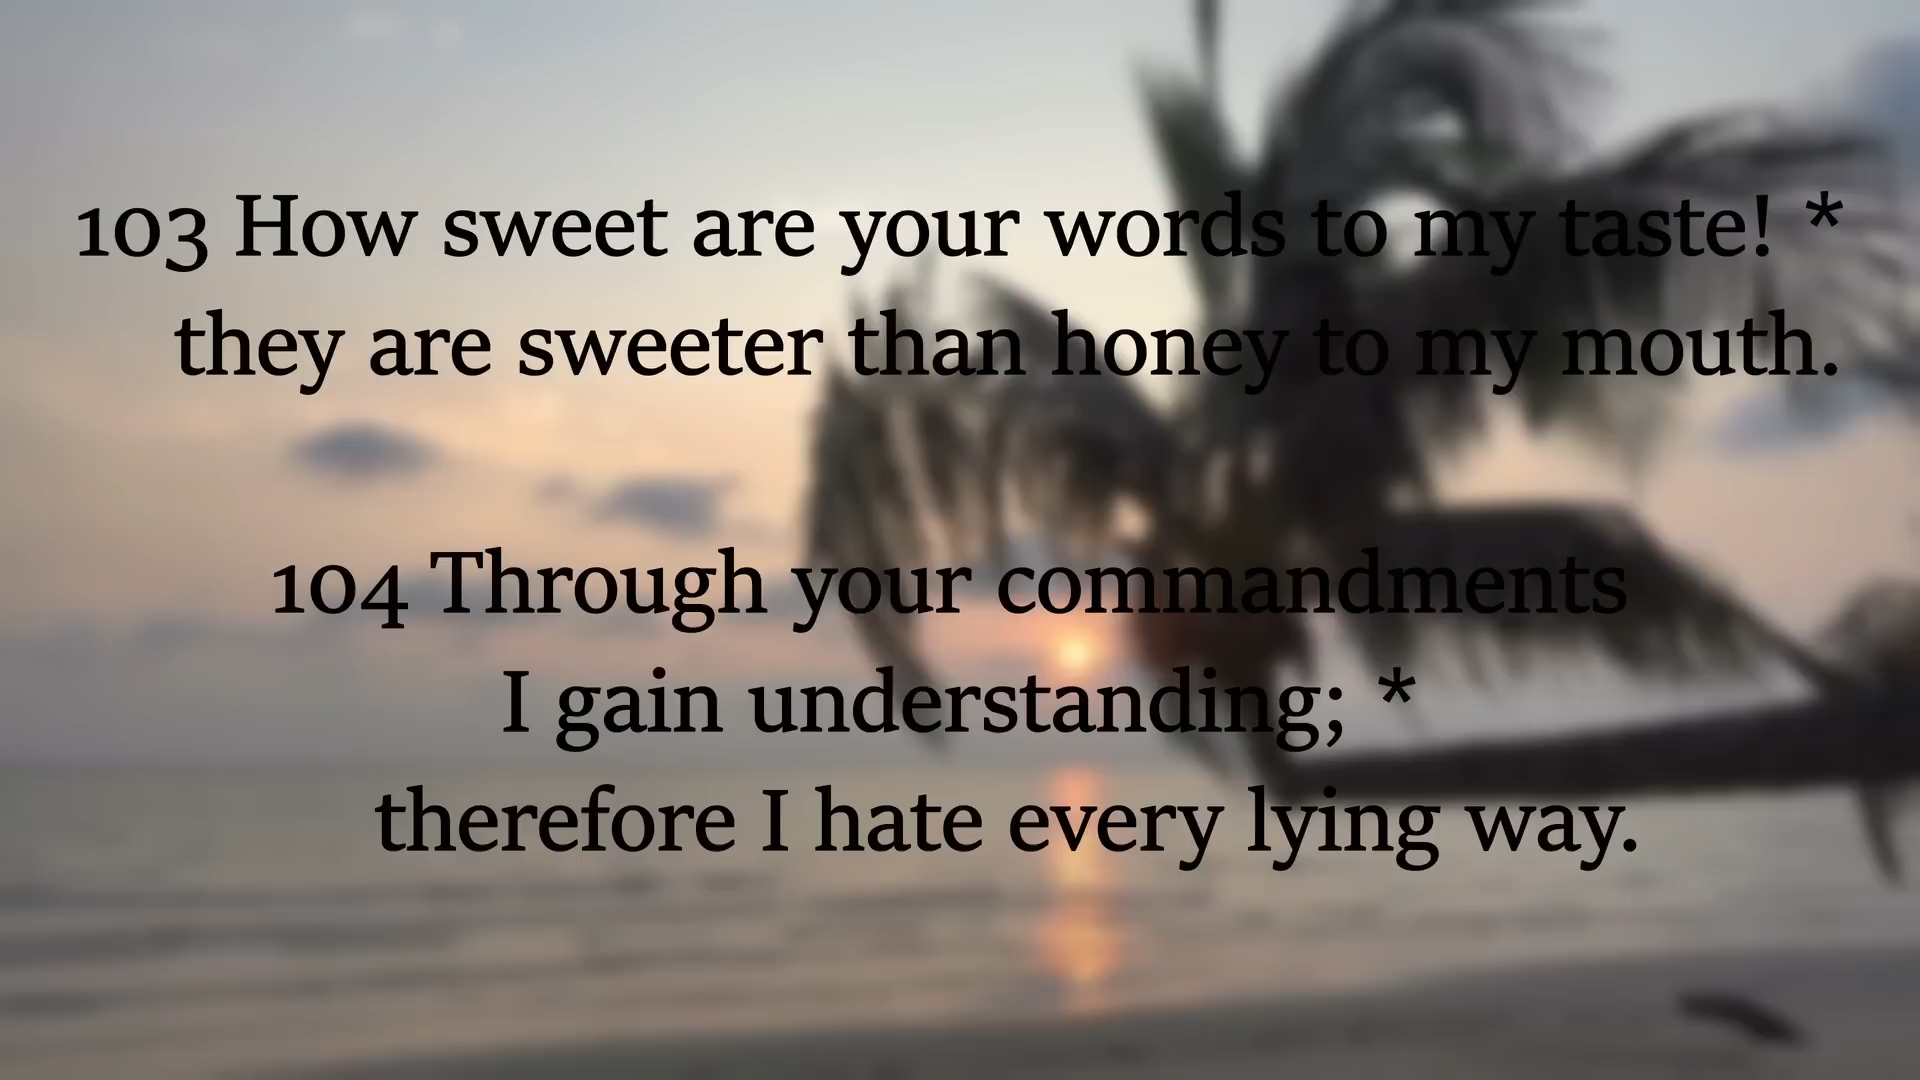 103 How sweet are your words to my taste! *
they are sweeter than honey to my mouth.
104 Through your commandments
I gain understanding; *
therefore I hate every lying way.